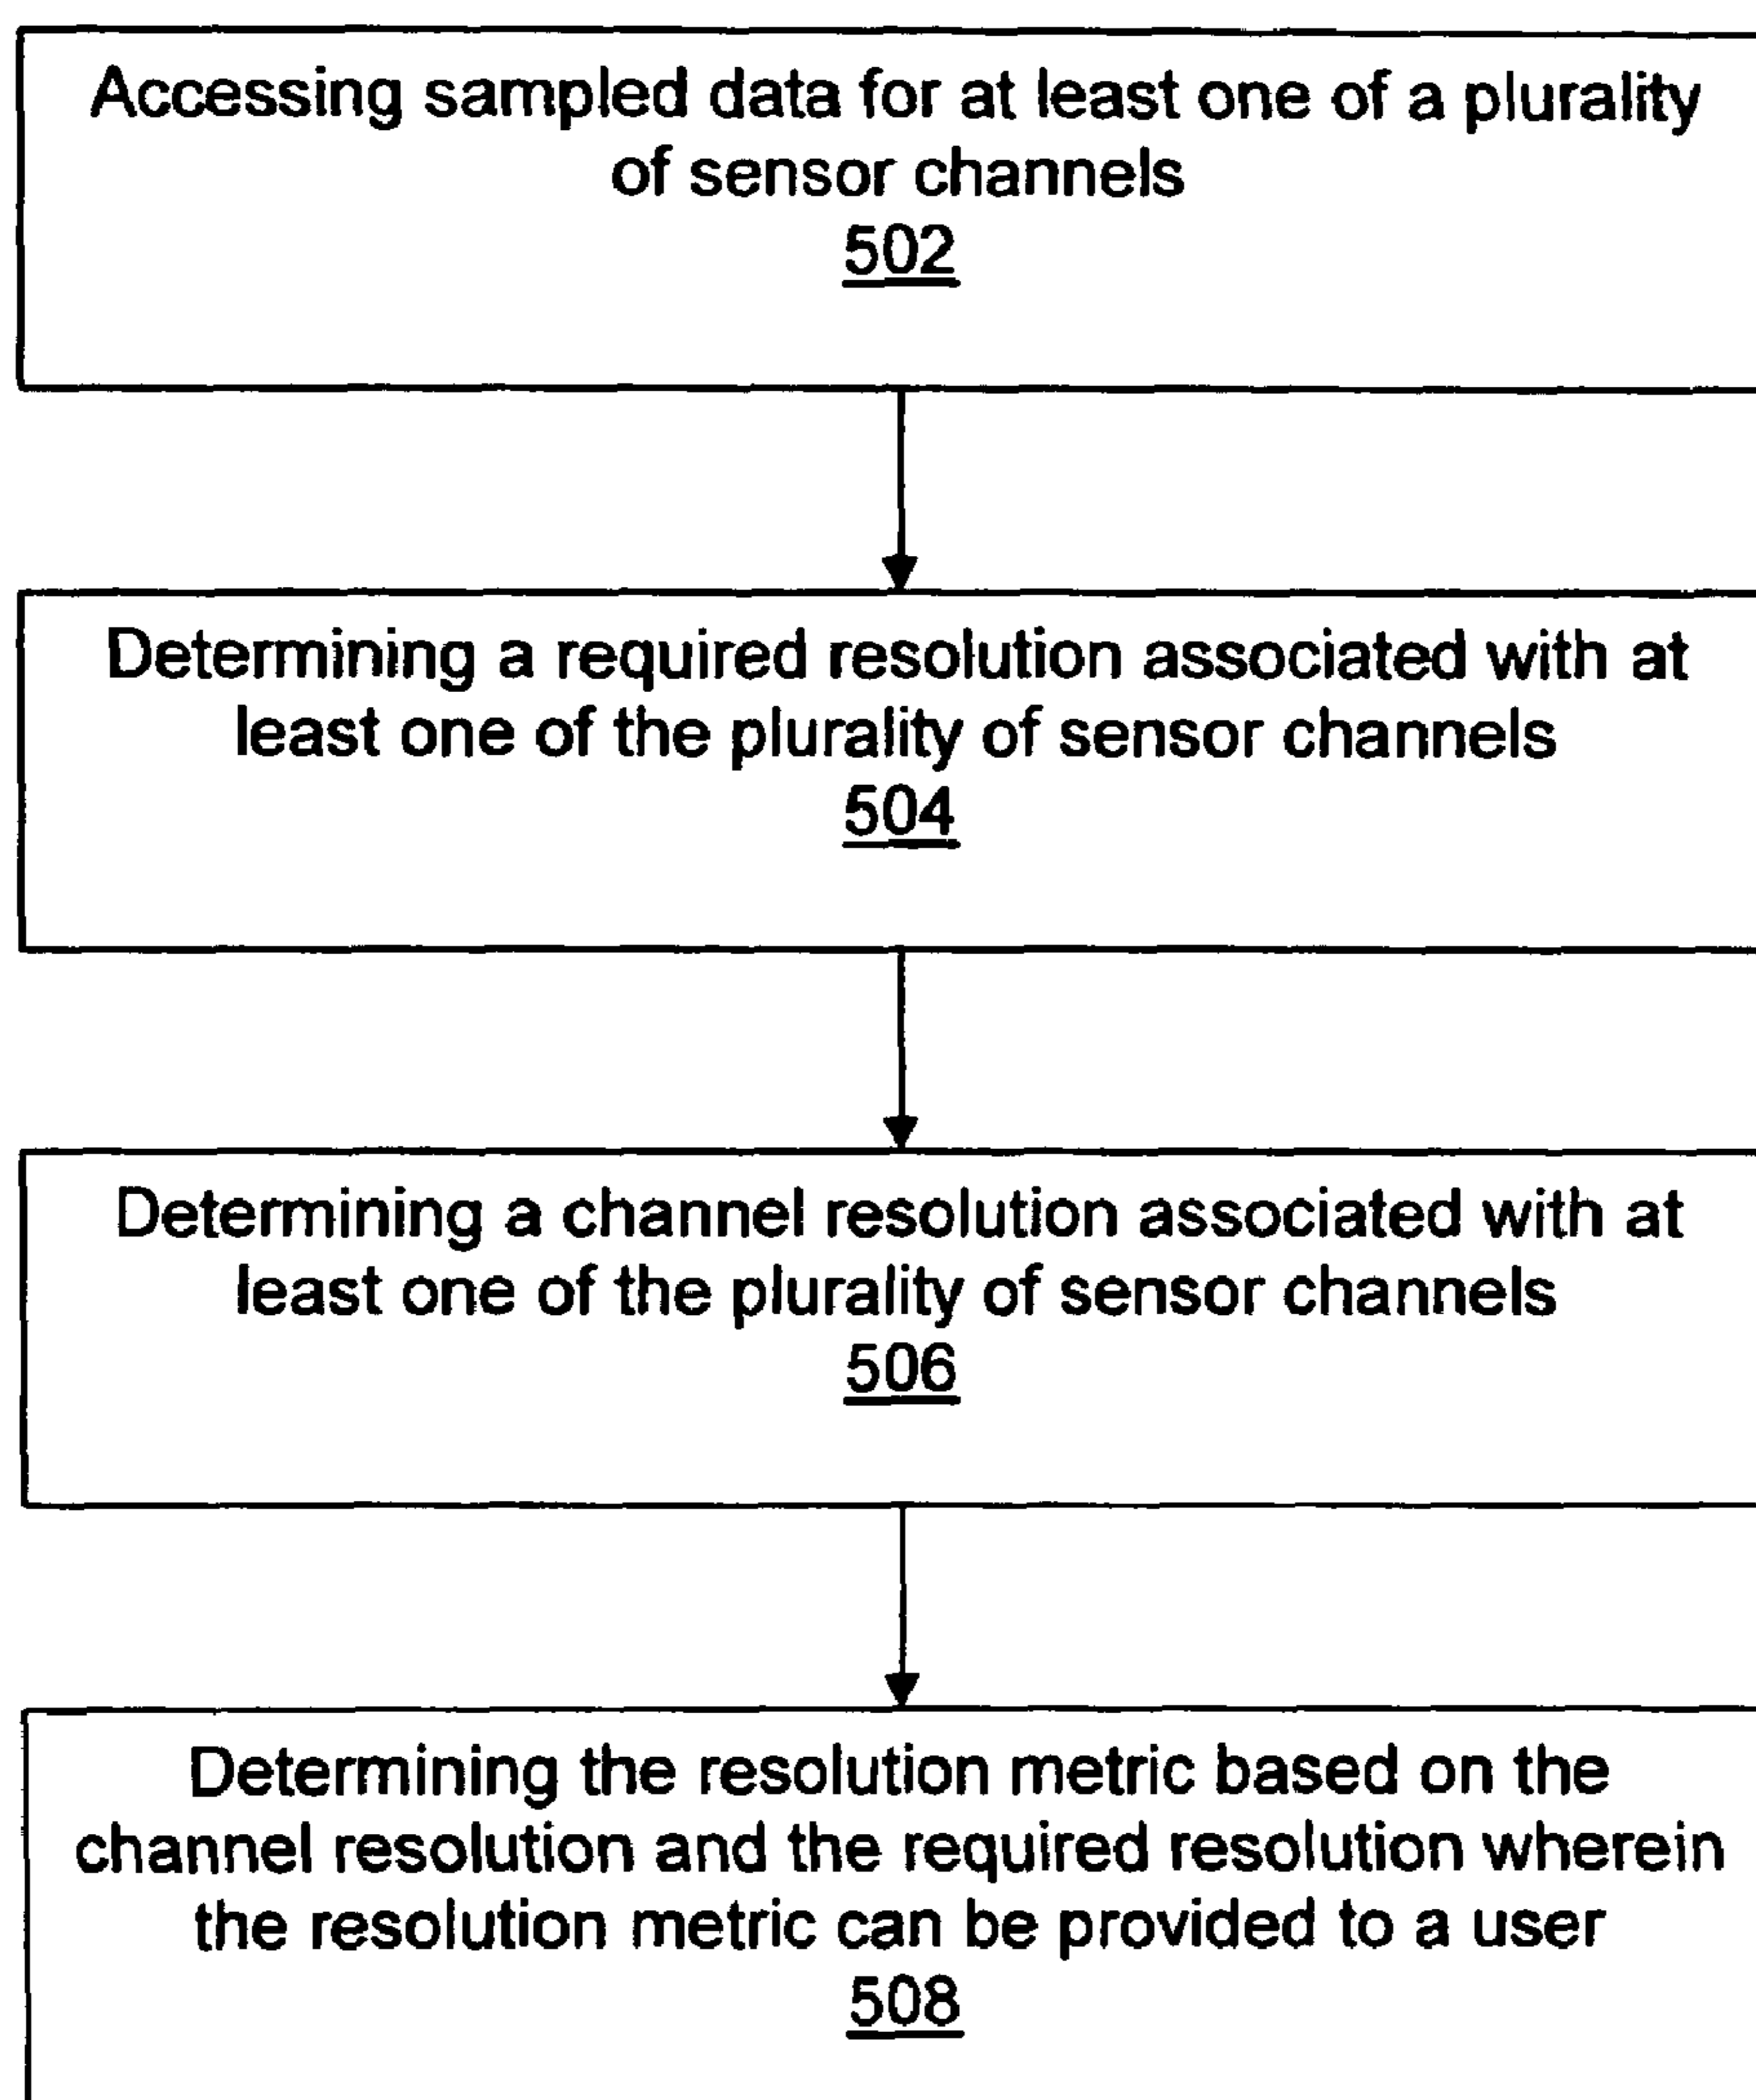 Accessing sampled data for at least one of a plurality
of sensor channels
502
Determining a required resolution associated with at
least one of the plurality of sensor channels
504
Determining a channel resolution associated with at
least one of the plurality of sensor channels
506
Determining the resolution metric based on the
channel resolution and the required resolution wherein
the resolution metric can be provided to a user
508